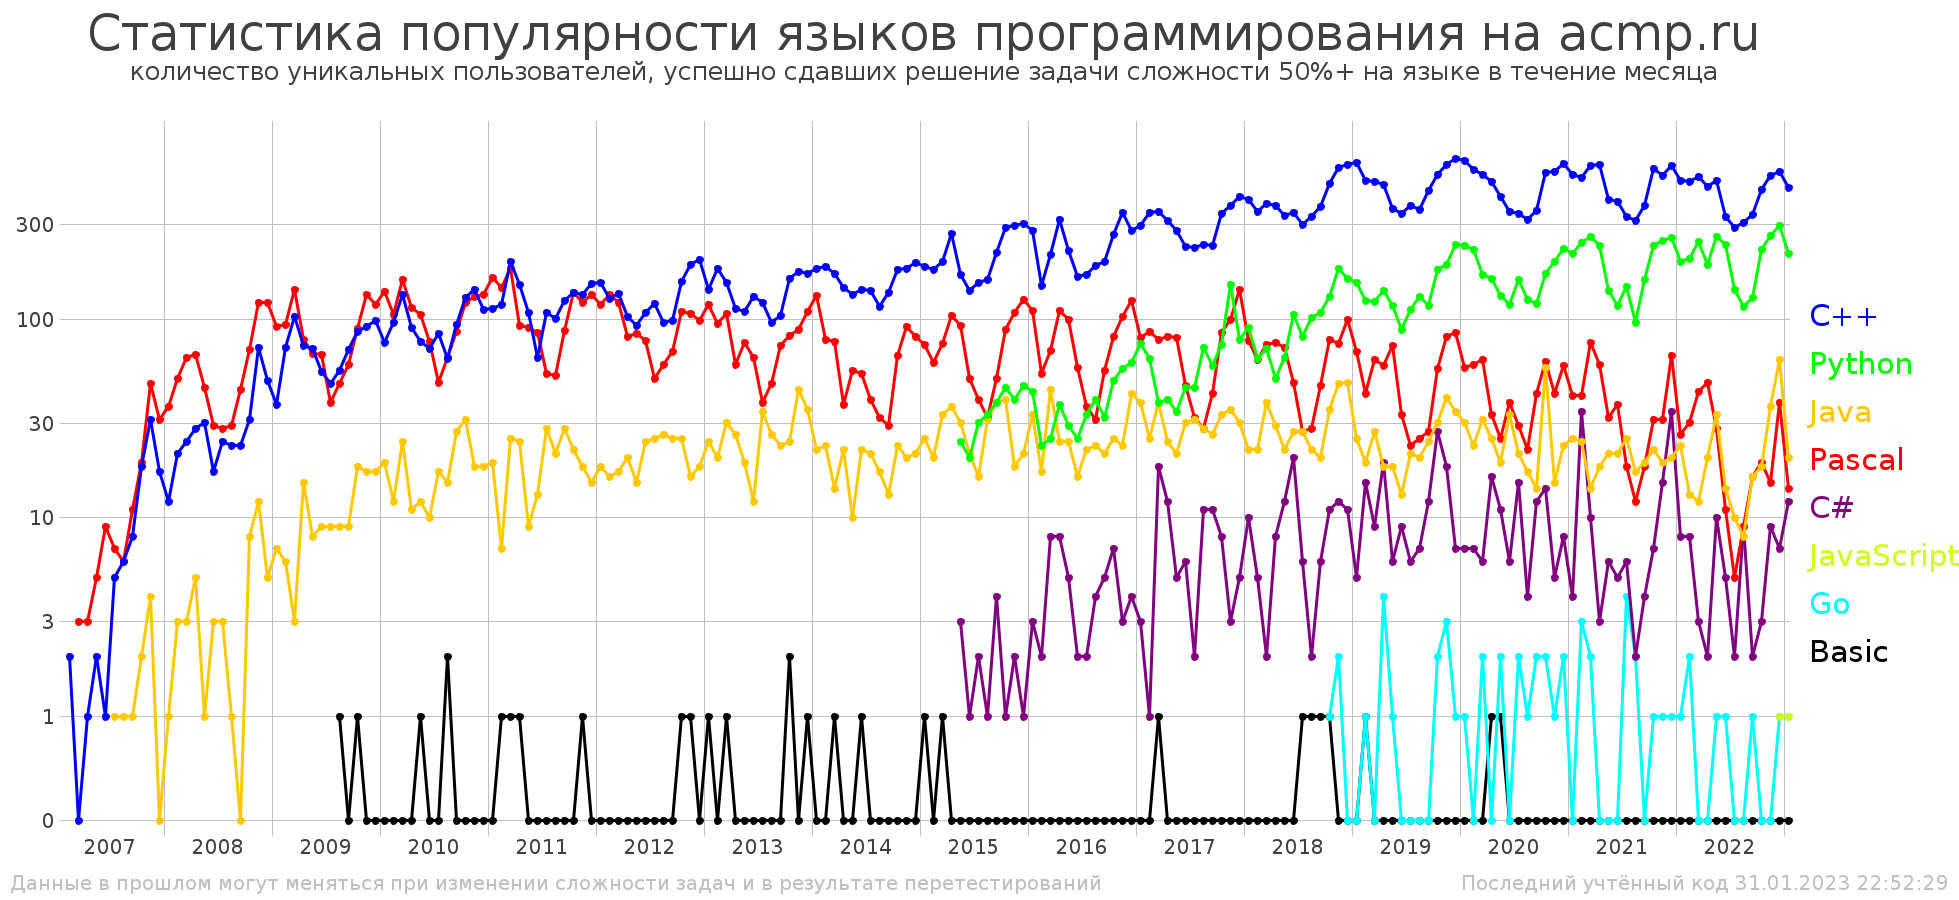 Статистика популярности языков программирования на acmp.ru
количество уникальных пользователей, успешно сдавших решение задачи сложности 50%+ на языке в течение месяца
300
100
30
10
3
1
0
C++
Python
Java
Pascal
C#
JavaScript
Go
Basic
2007 2008 2009 2010 2011 2012 2013 2014 2015 2016 2017 2018 2019 2020 2021 2022
Данные в прошлом могут меняться при изменении сложности задач и в результате перетестирований
Последний учтённый код 31.01.2023 22:52:29